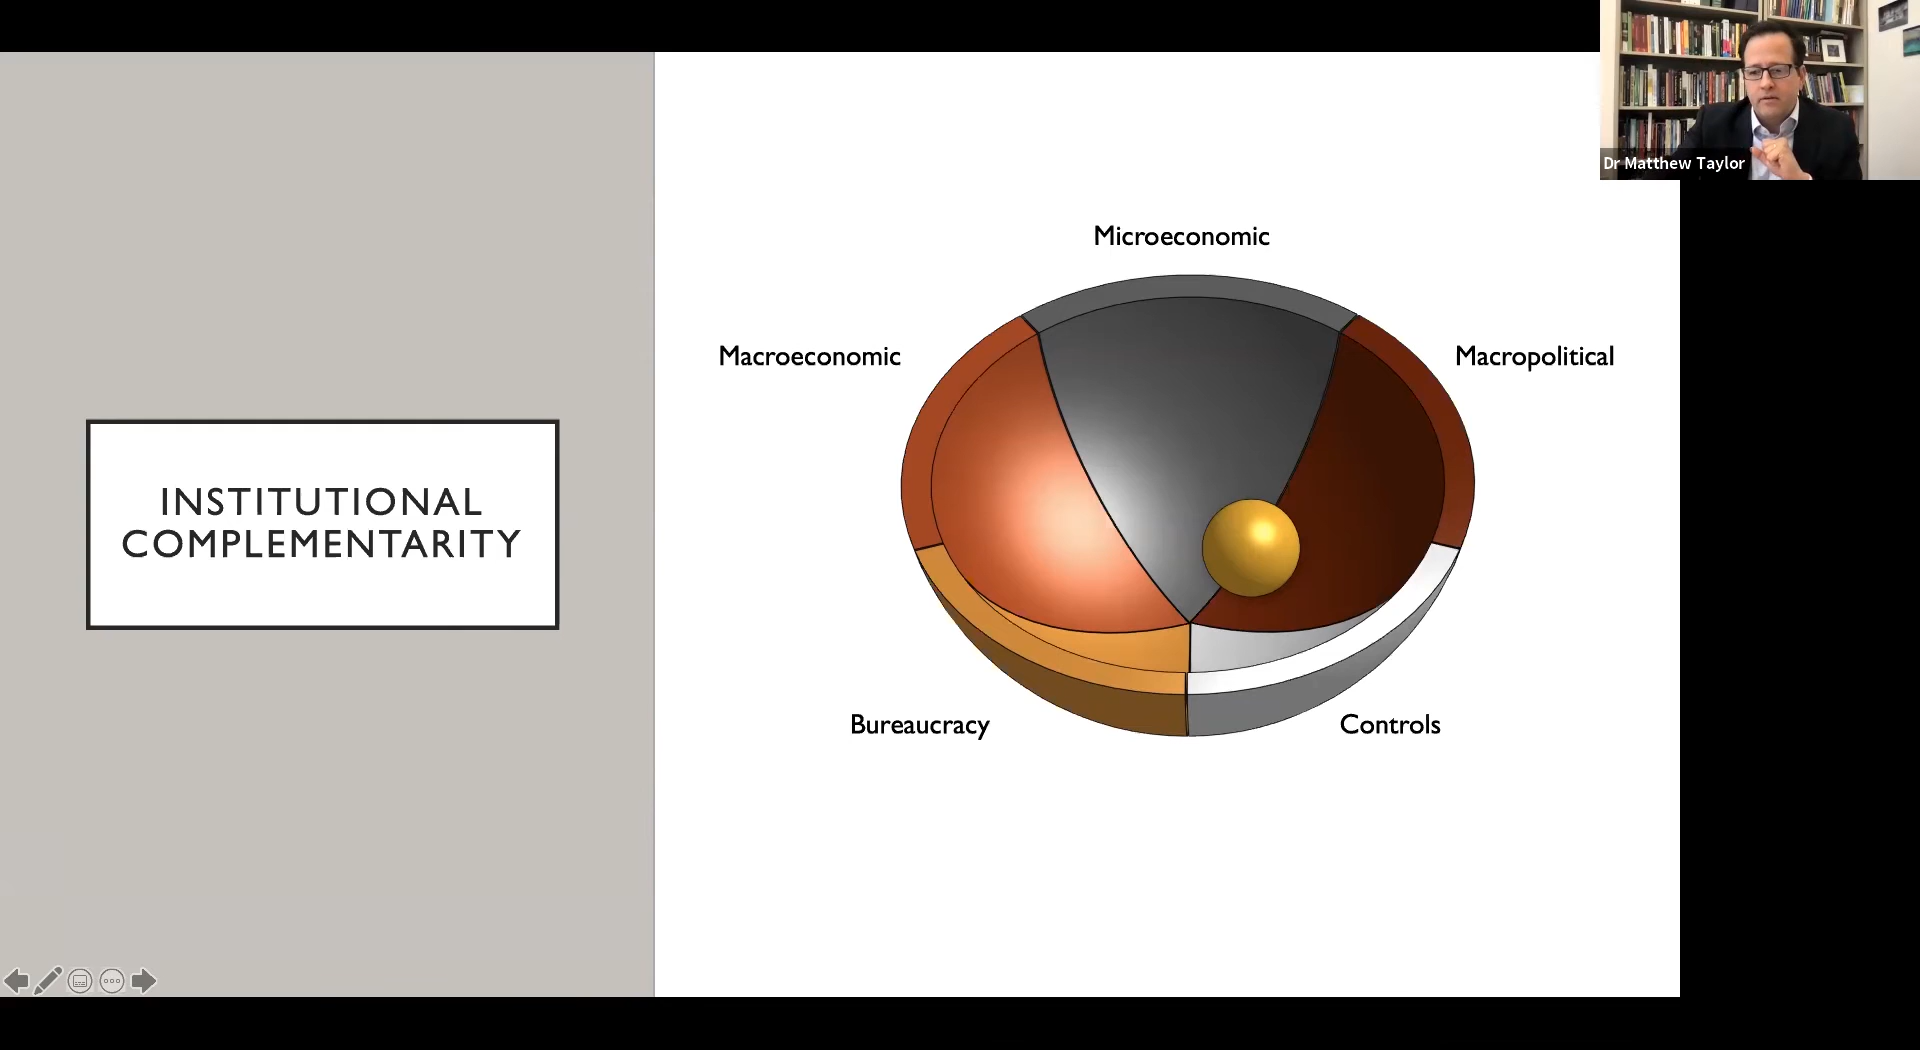 Dr Matthew Taylor
Microeconomic
Macroeconomic
Macropolitical
INSTITUTIONAL
COMPLEMENTARITY
Bureaucracy
Controls